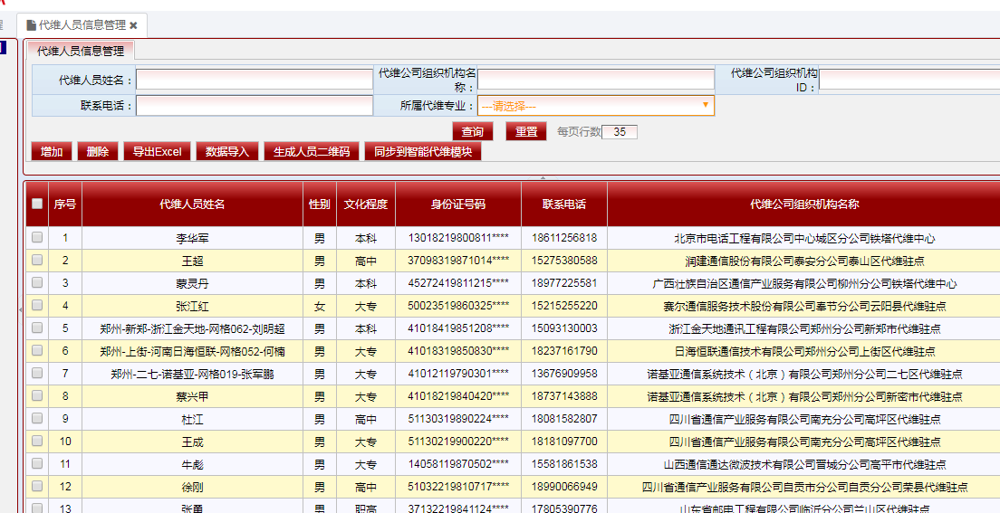 代维人员信息管理
代维人员信息管理
代维人员姓名： 代维公司组织机构名称： 代维公司组织机构ID：
联系电话： 所属代维专业： ---请选择---
查询 重置 每页行数 35
增加 删除 导出Excel 数据导入 生成人员二维码 同步到智能代维模块
序号 代维人员姓名 性别 文化程度 身份证号码 联系电话 代维公司组织机构名称
1 李华军 男 本科 13018219800811**** 18611256818 北京市电话工程有限公司中心城区分公司铁塔代维中心
2 王超 男 高中 37098319871014**** 15275380588 润建通信股份有限公司泰安分公司泰山区代维驻点
3 蒙灵丹 男 本科 45272419811215**** 18977225581 广西壮族自治区通信产业服务有限公司柳州分公司铁塔代维中心
4 张江红 女 大专 50023519860325**** 15215255220 赛尔通信服务技术股份有限公司奉节分公司云阳县代维驻点
5 郑州-新郑-浙江金天地-网格062-刘明超 男 本科 41018419851208**** 15093130003 浙江金天地通讯工程有限公司郑州分公司新郑市代维驻点
6 郑州-上街-河南日海恒联-网格052-何楠 男 大专 41018319850830**** 18237161790 日海恒联通信技术有限公司郑州分公司上街区代维驻点
7 郑州-二七-诺基亚-网格019-张军鹏 男 大专 41012119790301**** 13676909958 诺基亚通信系统技术（北京）有限公司郑州分公司二七区代维驻点
8 蔡兴甲 男 大专 41018219840420**** 18737143888 诺基亚通信系统技术（北京）有限公司郑州分公司新密市代维驻点
9 杜江 男 高中 51130319890224**** 18081582807 四川省通信产业服务有限公司南充分公司高坪区代维驻点
10 王成 男 大专 51130219900220**** 18181097700 四川省通信产业服务有限公司南充分公司高坪区代维驻点
11 牛彪 男 大专 14058119870502**** 15581861538 山西通信通达微波技术有限公司晋城分公司高平市代维驻点
12 徐刚 男 高中 51032219810717**** 18990066949 四川省通信产业服务有限公司自贡市分公司自贡分公司荣县代维驻点
13 张勇 男 职高 37132219841124**** 17805390776 山东省邮电工程有限公司临沂分公司兰山区代维驻点